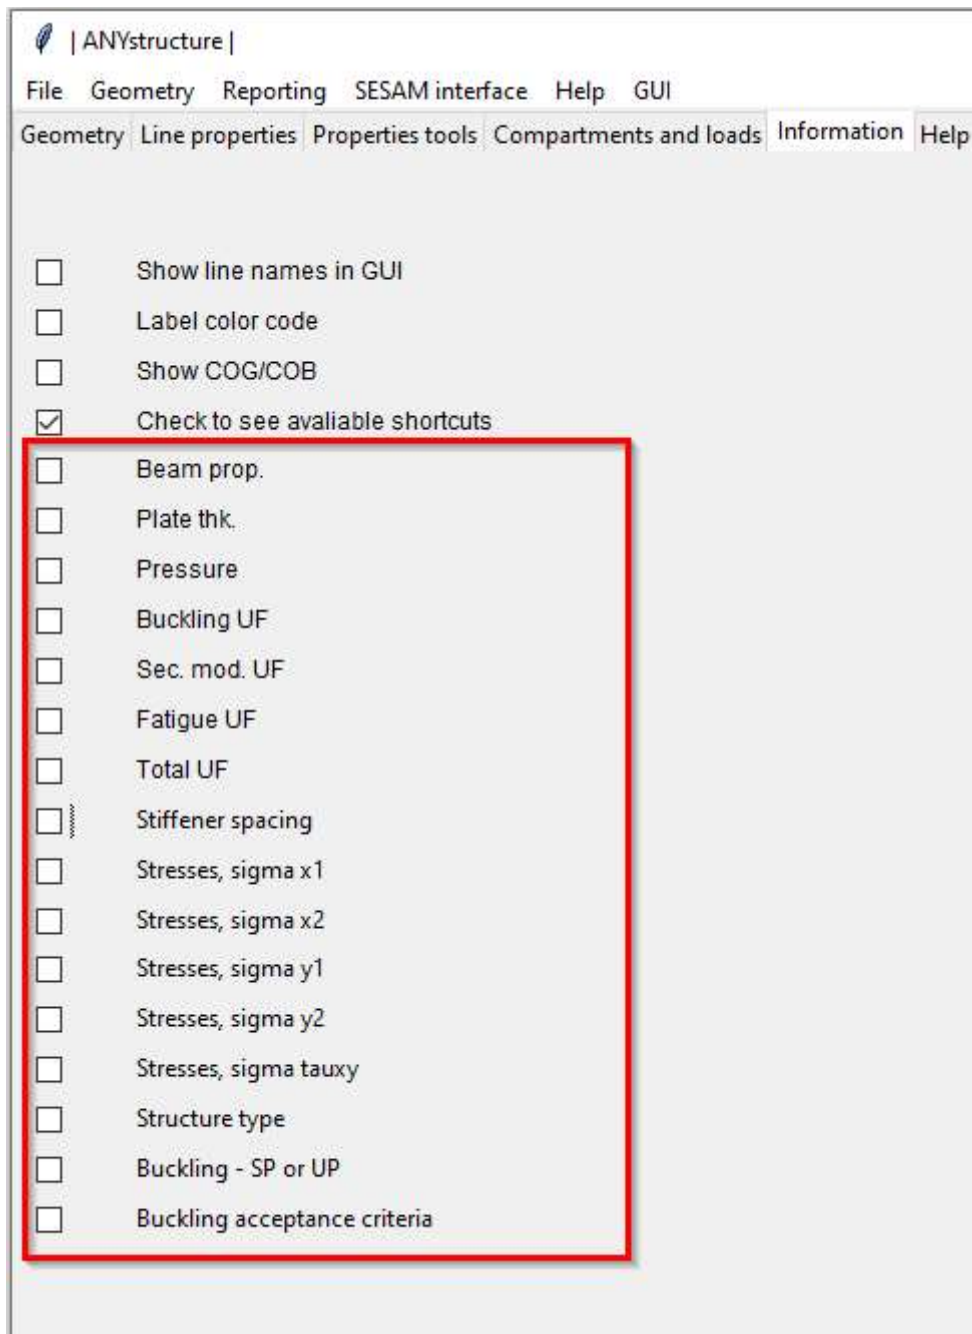 | ANYstructure |
File Geometry Reporting SESAM interface Help GUI
Geometry Line properties Properties tools Compartments and loads Information Help
Show line names in GUI
Label color code
Show COG/COB
Check to see avaliable shortcuts
Beam prop.
Plate thk.
Pressure
Buckling UF
Sec. mod. UF
Fatigue UF
Total UF
Stiffener spacing
Stresses, sigma x1
Stresses, sigma x2
Stresses, sigma y1
Stresses, sigma y2
Stresses, sigma tauxy
Structure type
Buckling - SP or UP
Buckling acceptance criteria